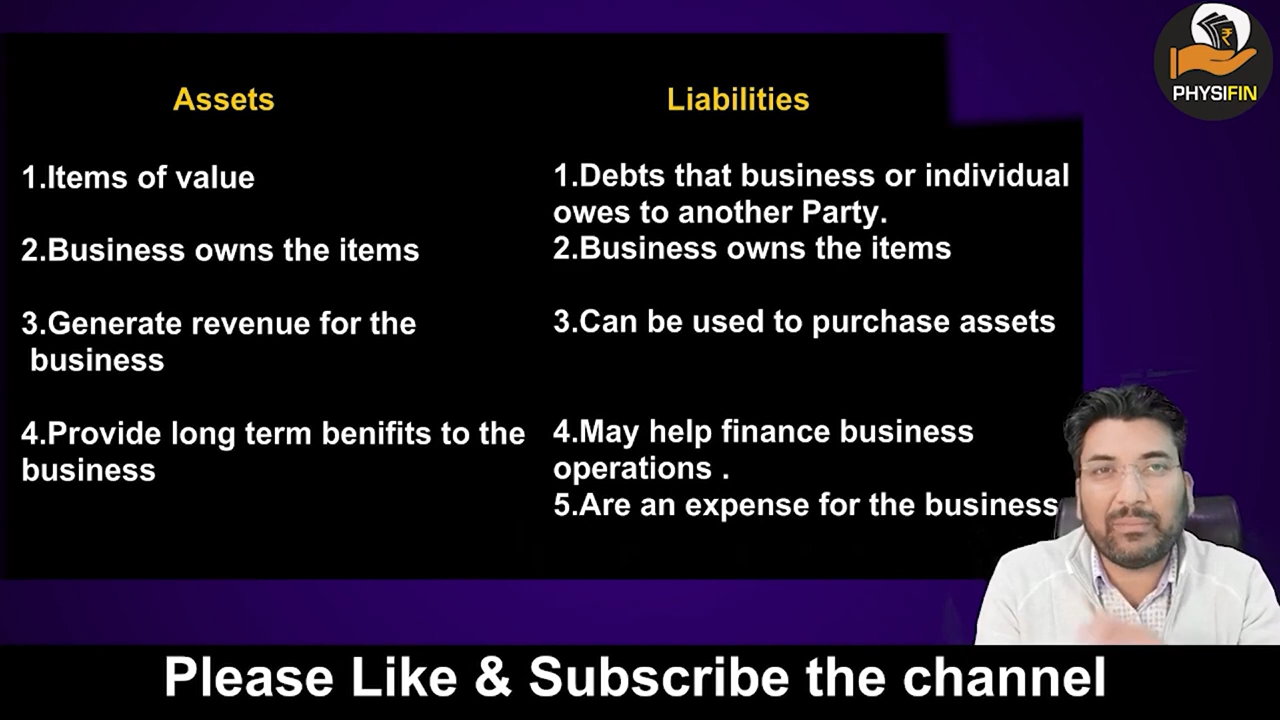 PHYSIFIN
Assets
1.Items of value
2.Business owns the items
3.Generate revenue for the
business
4.Provide long term benifits to the
business
Liabilities
1.Debts that business or individual
owes to another Party.
2.Business owns the items
3.Can be used to purchase assets
4.May help finance business
operations .
5.Are an expense for the business
Please Like & Subscribe the channel